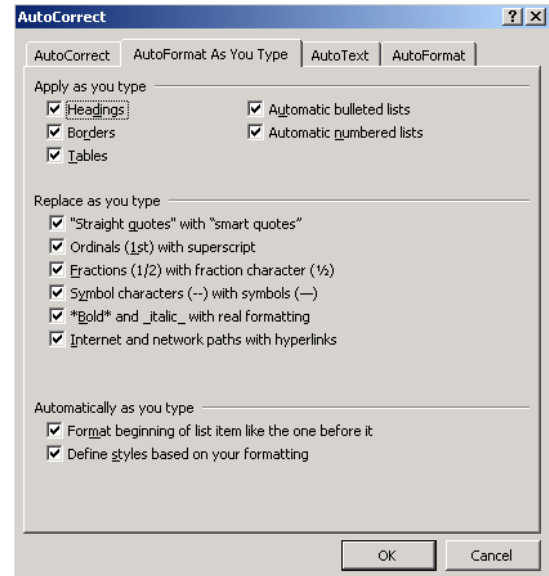 AutoCorrect ? X
AutoCorrect AutoFormat As You Type AutoText AutoFormat
Apply as you type
Headings Automatic bulleted lists
Borders Automatic numbered lists
Tables
Replace as you type
"Straight quotes" with “smart quotes”
Ordinals (1st) with superscript
Fractions (1/2) with fraction character (½)
Symbol characters (--) with symbols (—)
*Bold* and _italic_ with real formatting
Internet and network paths with hyperlinks
Automatically as you type
Format beginning of list item like the one before it
Define styles based on your formatting
OK Cancel